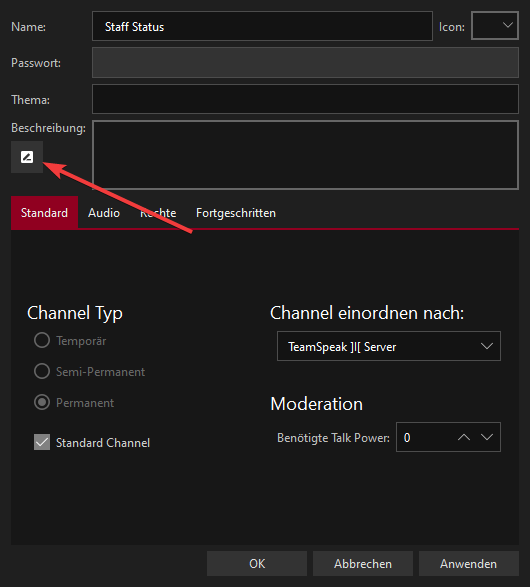 Name: Staff Status Icon:
Passwort:
Thema:
Beschreibung:
Standard Audio Rechte Fortgeschritten
Channel Typ
Temporär
Semi-Permanent
Permanent
Standard Channel
Channel einordnen nach:
TeamSpeak ]I[ Server
Moderation
Benötigte Talk Power: 0
OK Abbrechen Anwenden